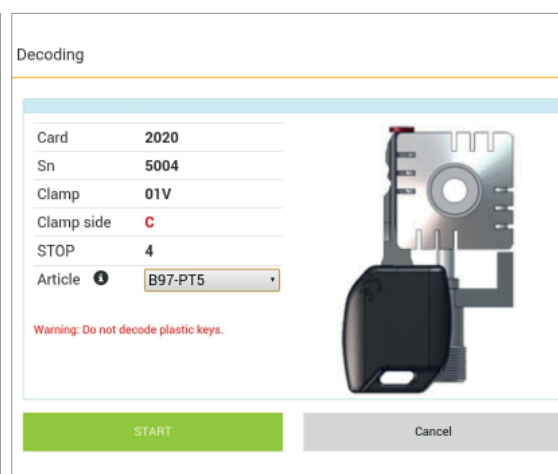 Decoding
Card 2020
Sn 5004
Clamp 01V
Clamp side C
STOP 4
Article B97-PT5
Warning: Do not decode plastic keys.
START Cancel